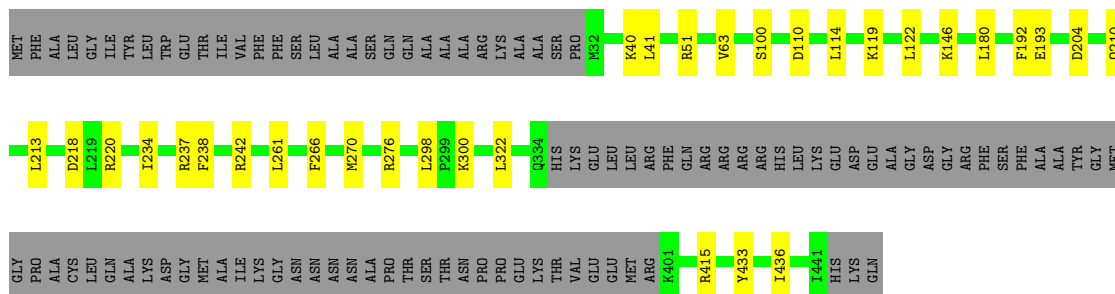 MET PHE ALA LEU GLY ILE TYR LEU TRP GLU THR ILE VAL PHE PHE SER LEU ALA ALA SER GLN GLN ALA ALA ALA ARG LYS ALA ALA SER PRO M32 K40 L41 R51 V63 S100 D110 L114 K119 L122 K146 L180 F192 E193 D204
L213 D218 L219 R220 I234 R237 F238 R242 L261 F266 M270 R276 L298 P299 K300 L322 Q334 HIS LYS GLU LEU LEU ARG PHE GLN ARG ARG ARG ARG HIS LEU LYS GLU ASP GLU ALA GLY ASP GLY ARG PHE SER PHE ALA ALA TYR GLY MET
GLY PRO ALA CYS LEU GLN ALA LYS ASP GLY MET ALA ILE LYS GLY ASN ASN ASN ASN ALA PRO THR SER THR ASN PRO PRO GLU LYS THR VAL GLU GLU MET ARG K401 R415 Y433 I436 I441 HIS LYS GLN